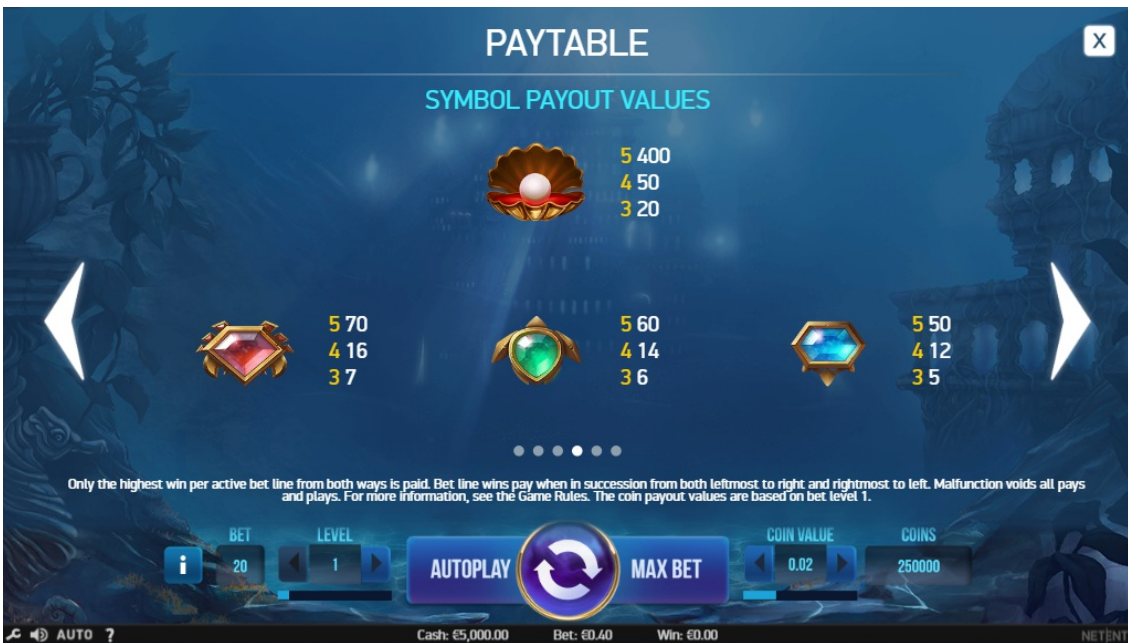 PAYTABLE
X
SYMBOL PAYOUT VALUES
5 400
4 50
3 20
5 70
4 16
3 7
5 60
4 14
3 6
5 50
4 12
3 5
Only the highest win per active bet line from both ways is paid. Bet line wins pay when in succession from both leftmost to right and rightmost to left. Malfunction voids all pays
and plays. For more information, see the Game Rules. The coin payout values are based on bet level 1.
BET
LEVEL
COIN VALUE
COINS
i
20
1
AUTOPLAY
MAX BET
0.02
250000
AUTO ?
Cash: €5,000.00
Bet: €0.40
Win: €0.00
NETENT